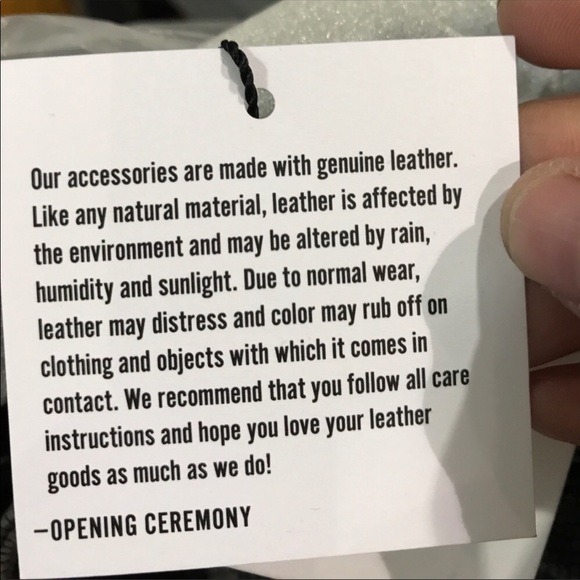 Our accessories are made with genuine leather.
Like any natural material, leather is affected by
the environment and may be altered by rain,
humidity and sunlight. Due to normal wear,
leather may distress and color may rub off on
clothing and objects with which it comes in
contact. We recommend that you follow all care
instructions and hope you love your leather
goods as much as we do!
–OPENING CEREMONY